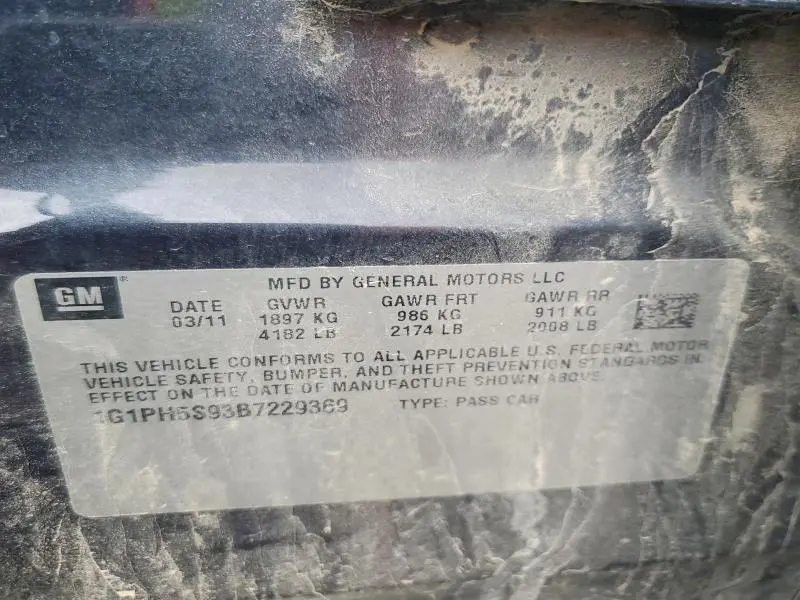 GM®
MFD BY GENERAL MOTORS LLC
DATE GVWR GAWR FRT GAWR RR
03/11 1897 KG 986 KG 911 KG
4182 LB 2174 LB 2008 LB
THIS VEHICLE CONFORMS TO ALL APPLICABLE U.S. FEDERAL MOTOR
VEHICLE SAFETY, BUMPER, AND THEFT PREVENTION STANDARDS IN
EFFECT ON THE DATE OF MANUFACTURE SHOWN ABOVE.
1G1PH5S93B7229369 TYPE: PASS CAR